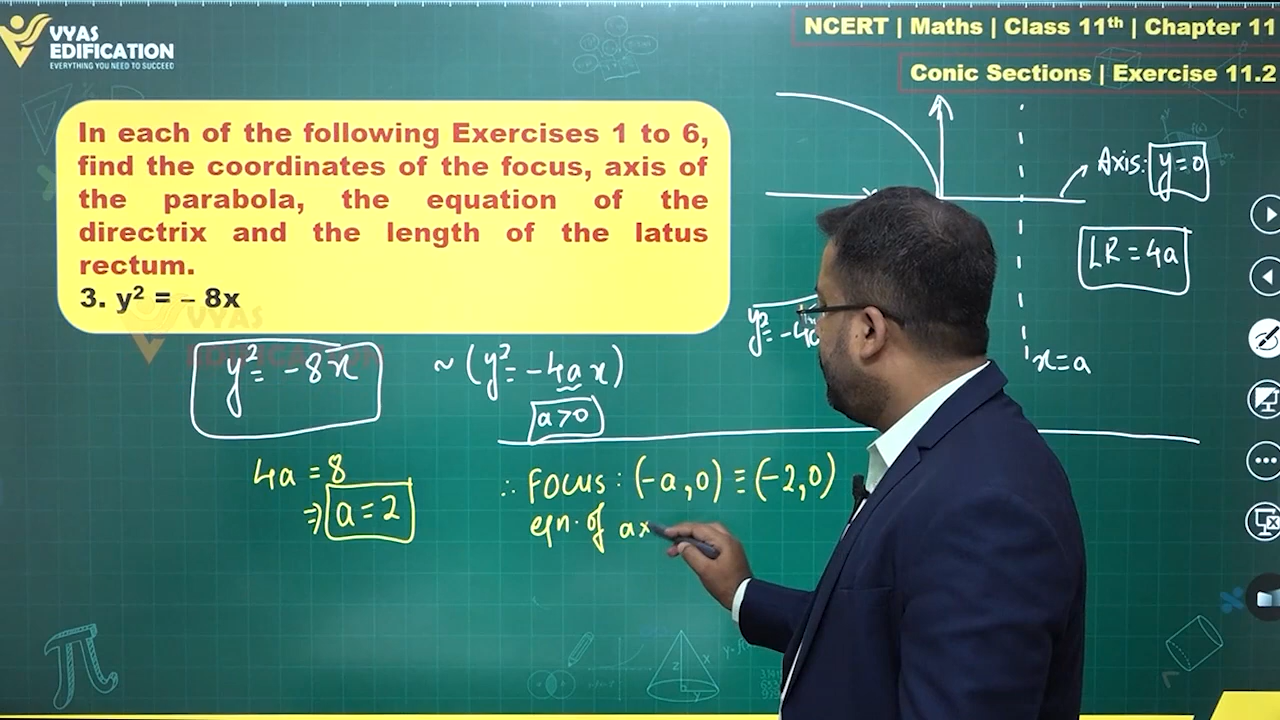 VYAS
EDIFICATION
EVERYTHING YOU NEED TO SUCCEED
NCERT | Maths | Class 11th | Chapter 11
Conic Sections | Exercise 11.2
In each of the following Exercises 1 to 6,
find the coordinates of the focus, axis of
the parabola, the equation of the
directrix and the length of the latus
rectum.
3. y² = – 8x
Axis: y=0
LR = 4a
x=a
y² = -4a
y² = -8x ~ (y² = -4ax)
a>0
4a = 8
⇒ a = 2
∴ Focus: (-a, 0) ≡ (-2, 0)
eqn. of ax